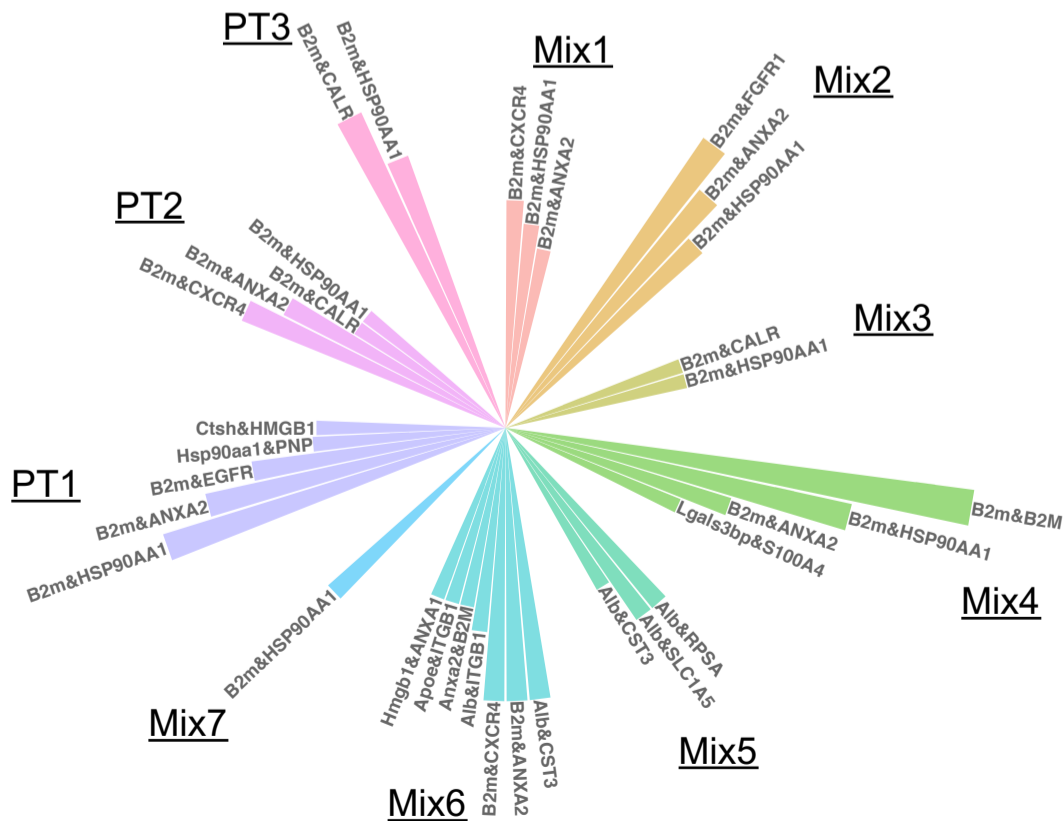 PT3
B2m&CALR
B2m&HSP90AA1
Mix1
B2m&CXCR4
B2m&HSP90AA1
B2m&ANXA2
Mix2
B2m&FGFR1
B2m&ANXA2
B2m&HSP90AA1
Mix3
B2m&CALR
B2m&HSP90AA1
Mix4
B2m&B2M
B2m&HSP90AA1
B2m&ANXA2
Lgals3bp&S100A4
Mix5
Alb&RPSA
Alb&SLC1A5
Alb&CST3
Mix6
Alb&CST3
B2m&ANXA2
B2m&CXCR4
Alb&ITGB1
Anxa2&B2M
Apoe&ITGB1
Hmgb1&ANXA1
Mix7
B2m&HSP90AA1
PT1
B2m&HSP90AA1
B2m&ANXA2
B2m&EGFR
Hsp90aa1&PNP
Ctsh&HMGB1
PT2
B2m&CXCR4
B2m&ANXA2
B2m&CALR
B2m&HSP90AA1